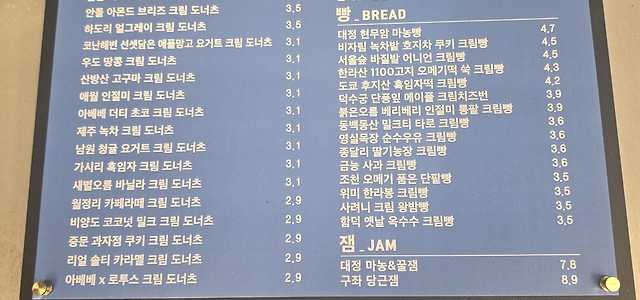 안돌 아몬드 브리즈 크림 도너츠 3,5
하도리 얼그레이 크림 도너츠 3,5
코난해변 선셋담은 애플망고 요거트 크림 도너츠 3,1
우도 땅콩 크림 도너츠 3,1
신방산 고구마 크림 도너츠 3,1
애월 인절미 크림 도너츠 3,1
아베베 더티 초코 크림 도너츠 3,1
제주 녹차 크림 도너츠 3,1
남원 청귤 요거트 크림 도너츠 3,1
가시리 흑임자 크림 도너츠 3,1
새별오름 바닐라 크림 도너츠 3,1
월정리 카페라떼 크림 도너츠 2,9
비양도 코코넛 밀크 크림 도너츠 2,9
중문 과자점 쿠키 크림 도너츠 2,9
리얼 솔티 카라멜 크림 도너츠 2,9
아베베 x 로투스 크림 도너츠 2,9
빵_BREAD
대정 현무암 마농빵 4,7
비자림 녹차밭 호지차 쿠키 크림빵 4,5
서울숲 바질밭 어니언 크림빵 4,5
한라산 1100고지 오메기떡 쑥 크림빵 4,3
도쿄 후지산 흑임자떡 크림빵 4,2
덕수궁 단풍잎 메이플 크림치즈번 3,9
붉은오름 베리베리 인절미 통팥 크림빵 3,9
동백동산 밀크티 타로 크림빵 3,6
영실목장 순수우유 크림빵 3,6
종달리 딸기농장 크림빵 3,6
금능 사과 크림빵 3,6
조천 오메기 품은 단팥빵 3,5
위미 한라봉 크림빵 3,5
사려니 크림 왕밤빵 3,5
함덕 옛날 옥수수 크림빵 3,5
잼_JAM
대정 마농&꿀잼 7,8
구좌 당근잼 8,9